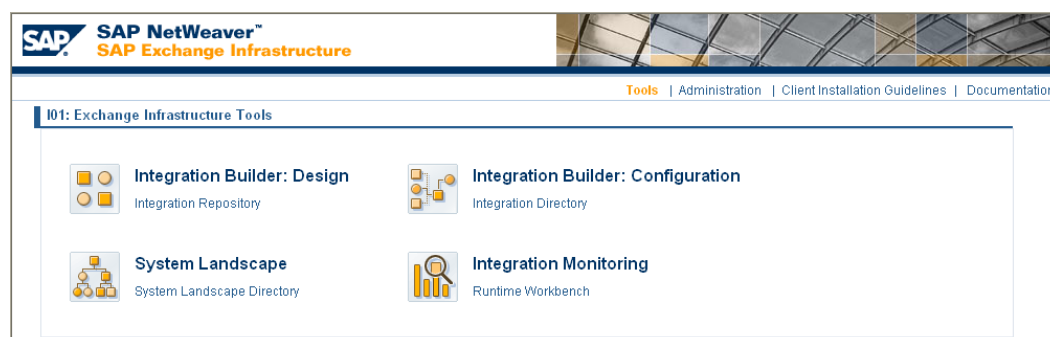 SAP
SAP NetWeaver™
SAP Exchange Infrastructure
Tools | Administration | Client Installation Guidelines | Documentation
I01: Exchange Infrastructure Tools
Integration Builder: Design
Integration Repository
Integration Builder: Configuration
Integration Directory
System Landscape
System Landscape Directory
Integration Monitoring
Runtime Workbench